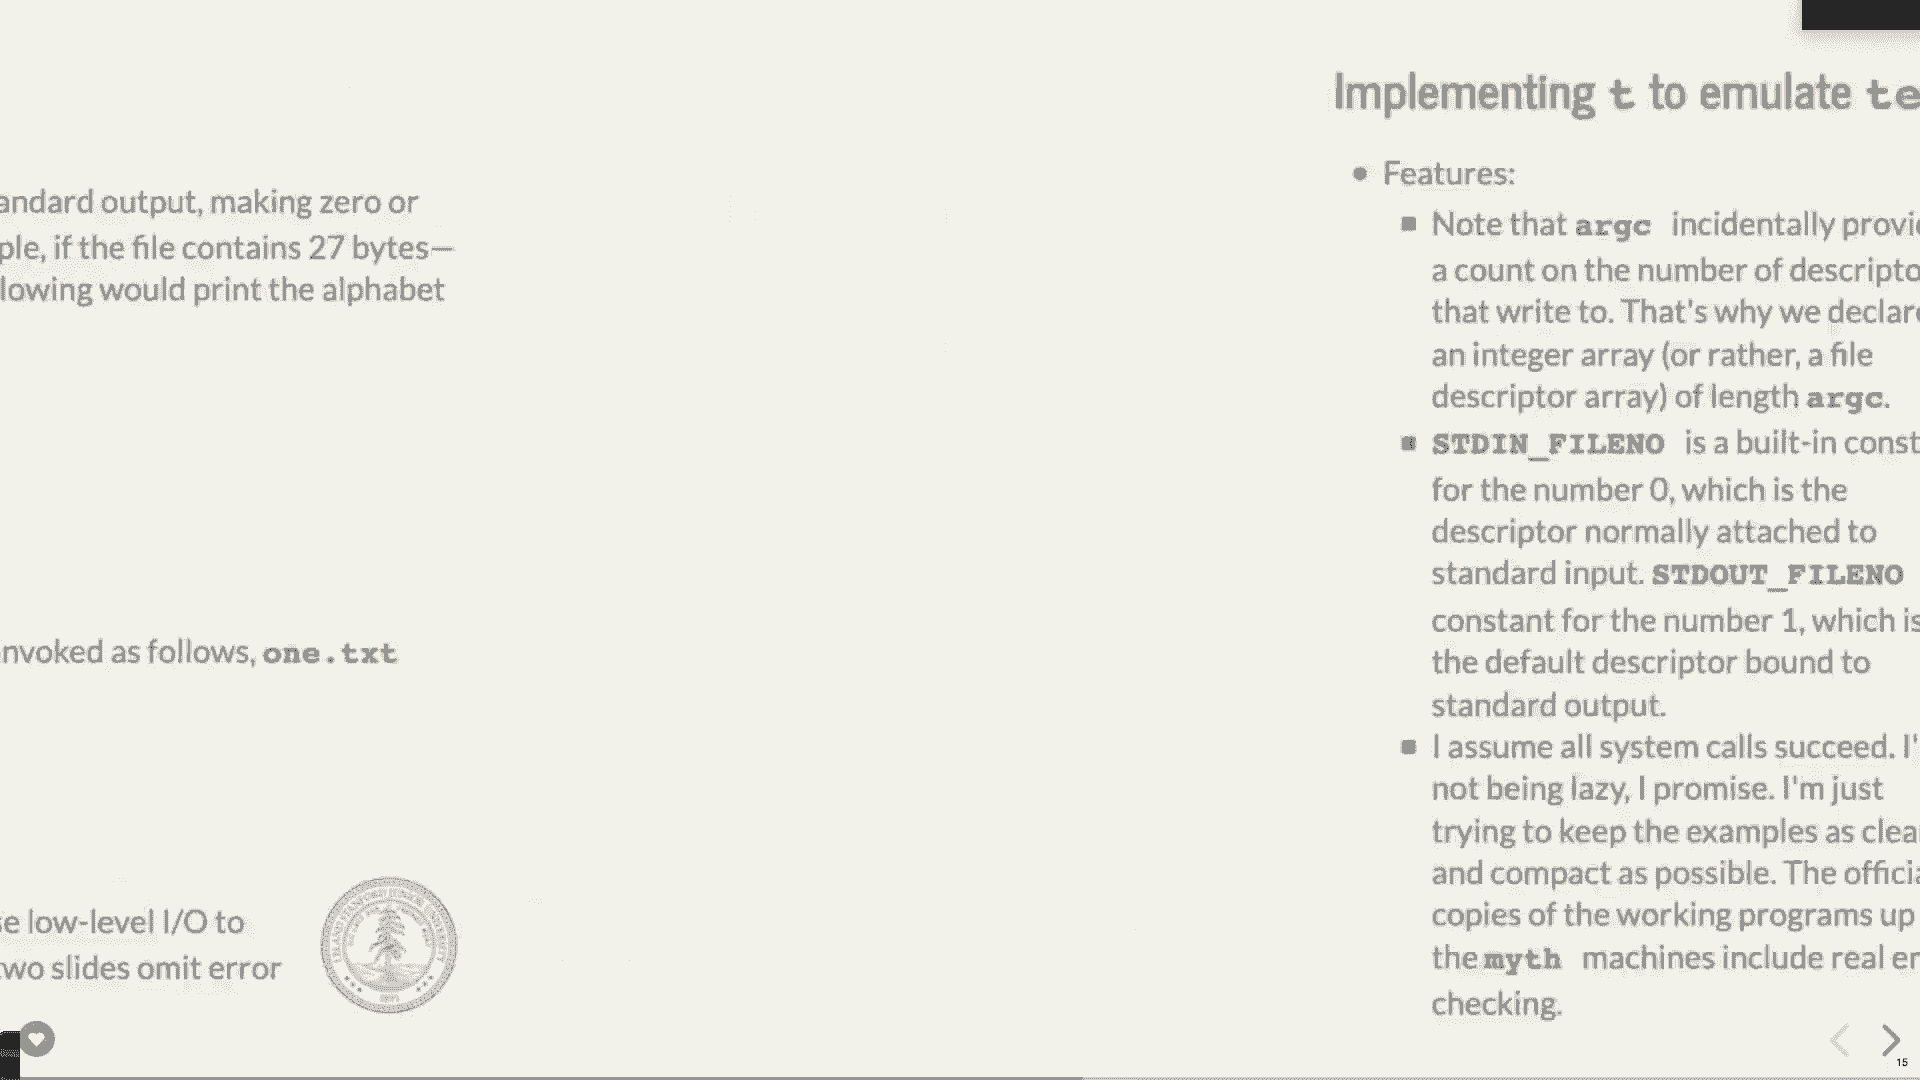 andard output, making zero or
ple, if the file contains 27 bytes—
lowing would print the alphabet
nvoked as follows, one.txt
se low-level I/O to
two slides omit error
Implementing t to emulate te
• Features:
▪ Note that argc incidentally provi
a count on the number of descripto
that write to. That's why we declar
an integer array (or rather, a file
descriptor array) of length argc.
▪ STDIN_FILENO is a built-in const
for the number 0, which is the
descriptor normally attached to
standard input. STDOUT_FILENO
constant for the number 1, which is
the default descriptor bound to
standard output.
▪ I assume all system calls succeed. I'
not being lazy, I promise. I'm just
trying to keep the examples as clea
and compact as possible. The officia
copies of the working programs up
the myth machines include real er
checking.
15